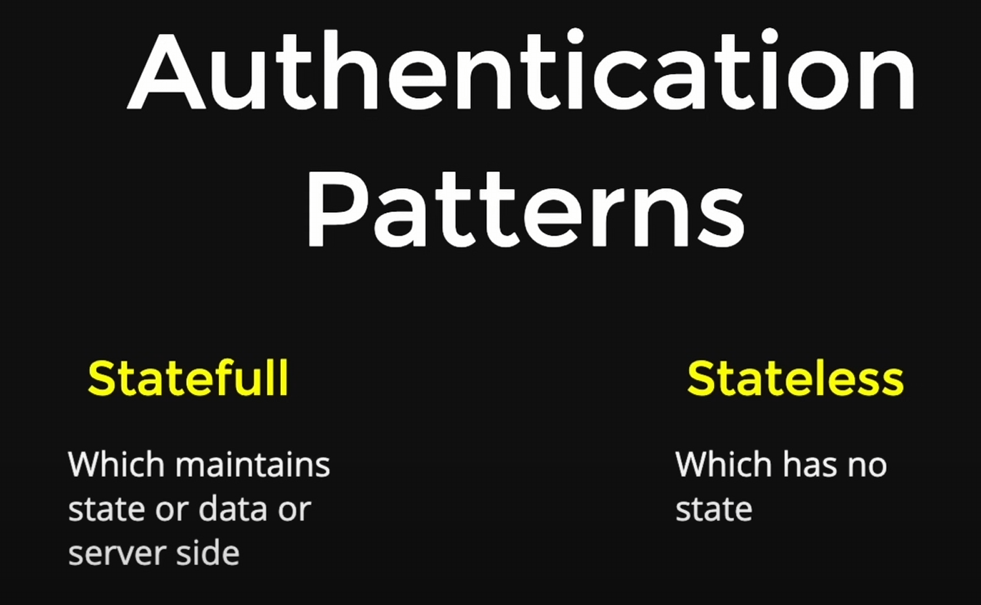 Authentication
Patterns
Statefull
Which maintains
state or data or
server side
Stateless
Which has no
state